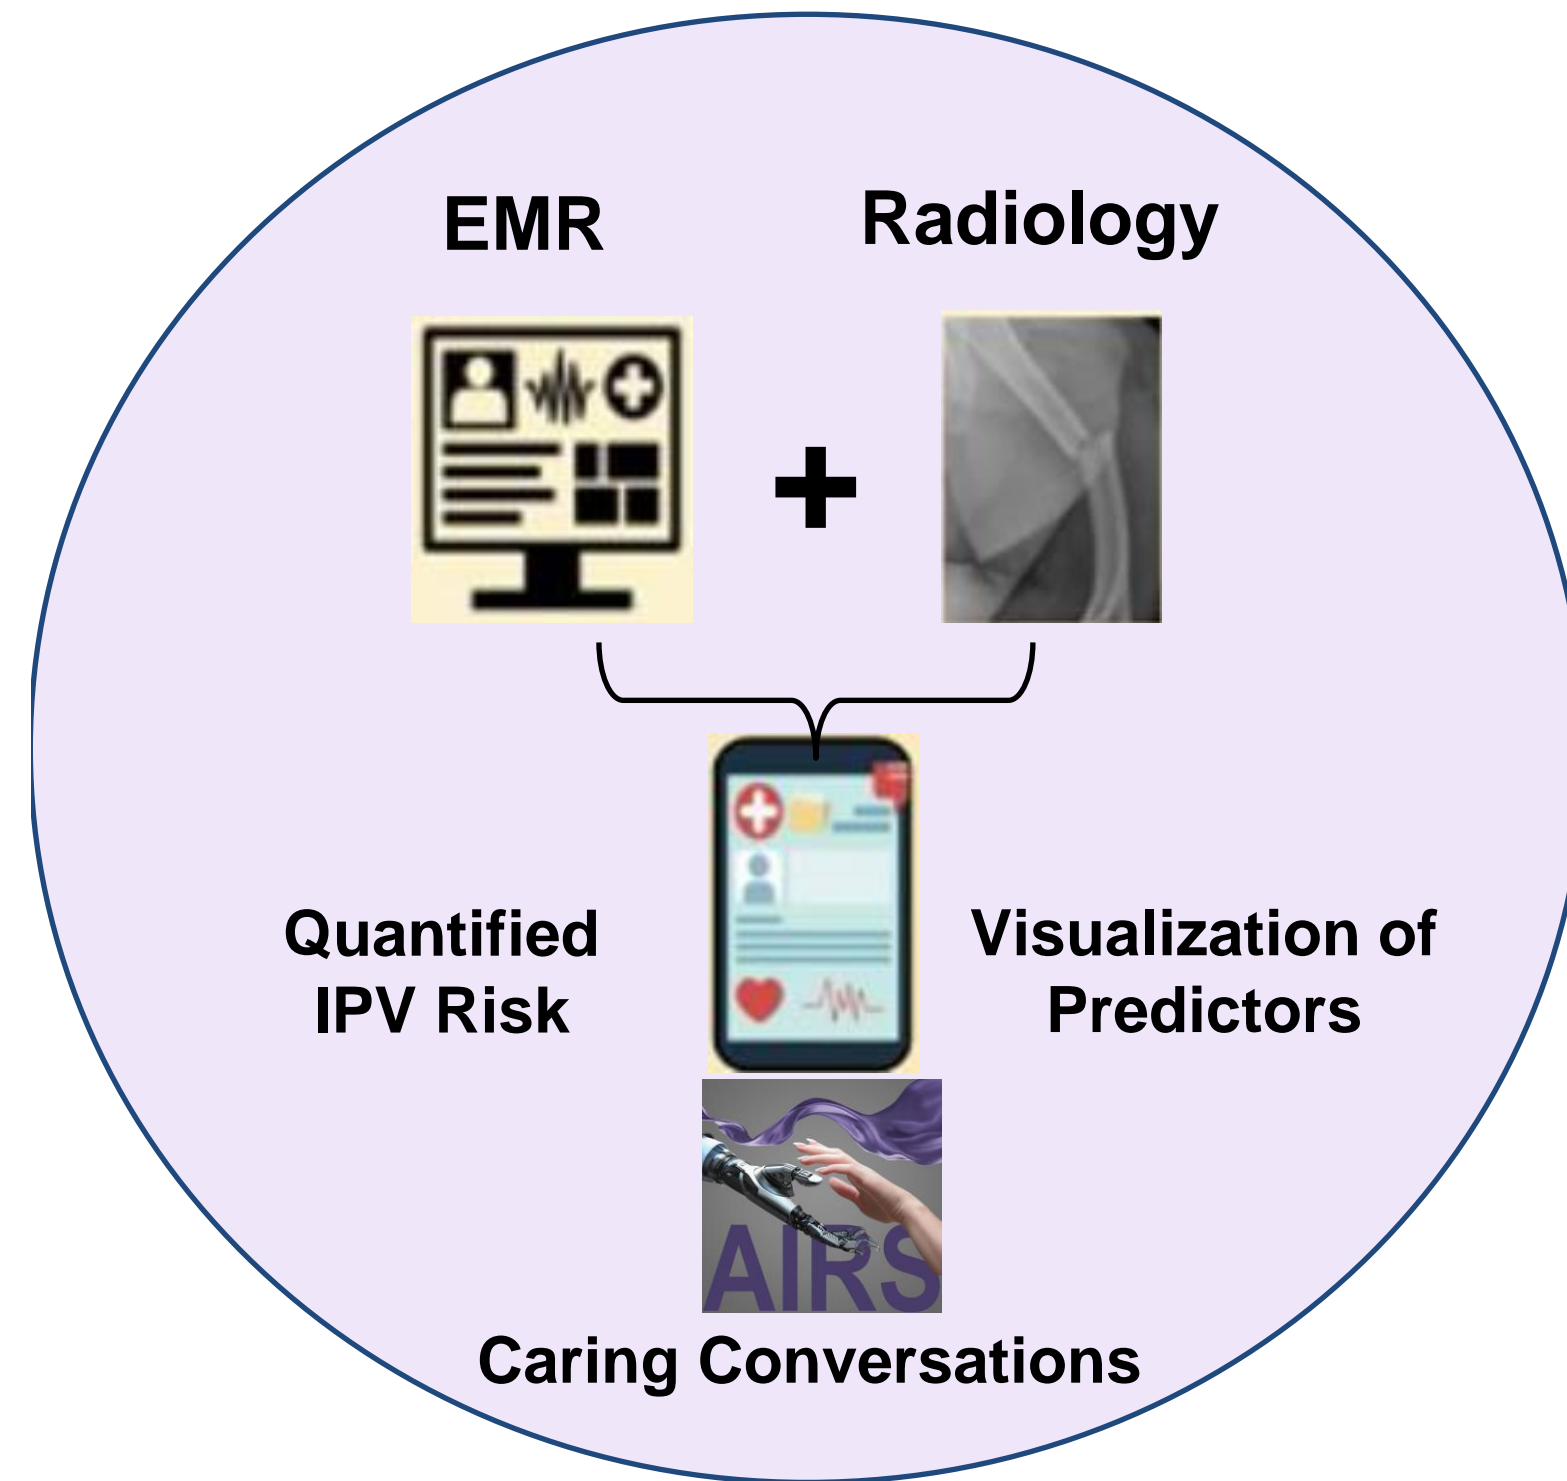 EMR
Radiology
+
Quantified
IPV Risk
Visualization of
Predictors
AIRS
Caring Conversations